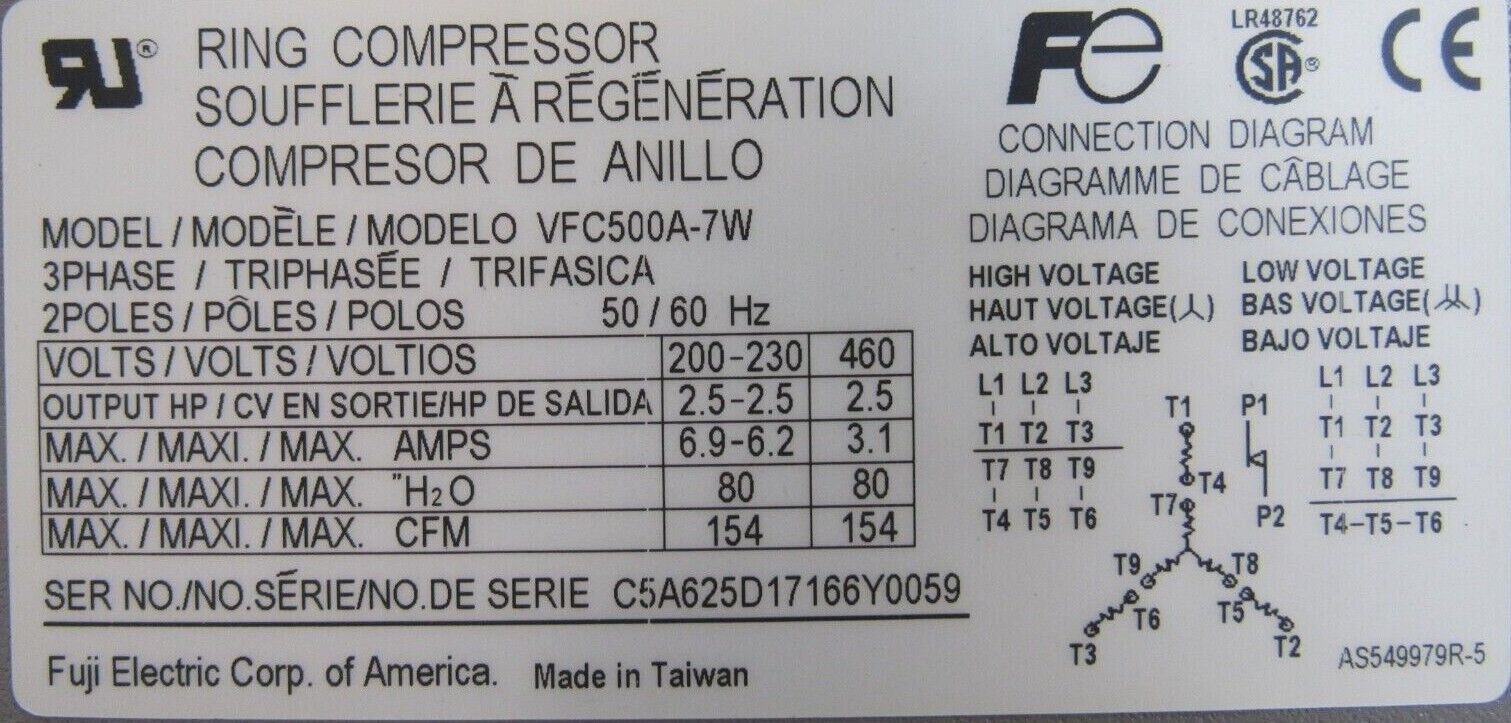 RU®
RING COMPRESSOR
SOUFFLERIE À RÉGÉNÉRATION
COMPRESOR DE ANILLO
MODEL / MODÈLE / MODELO VFC500A-7W
3PHASE / TRIPHASÉE / TRIFASICA
2POLES / PÔLES / POLOS 50 / 60 Hz
VOLTS / VOLTS / VOLTIOS 200-230 460
OUTPUT HP / CV EN SORTIE/HP DE SALIDA 2.5-2.5 2.5
MAX. / MAXI. / MAX. AMPS 6.9-6.2 3.1
MAX. / MAXI. / MAX. "H₂O 80 80
MAX. / MAXI. / MAX. CFM 154 154
SER NO./NO.SÉRIE/NO.DE SERIE C5A625D17166Y0059
Fuji Electric Corp. of America. Made in Taiwan
Fe
LR48762
SA®
CE
CONNECTION DIAGRAM
DIAGRAMME DE CÂBLAGE
DIAGRAMA DE CONEXIONES
HIGH VOLTAGE
HAUT VOLTAGE(⅄)
ALTO VOLTAJE
L1 L2 L3
T1 T2 T3
T7 T8 T9
T4 T5 T6
LOW VOLTAGE
BAS VOLTAGE(⅄⅄)
BAJO VOLTAJE
L1 L2 L3
T1 T2 T3
T7 T8 T9
T4-T5-T6
T1
T4
T7
T9 T8
T6 T5
T3 T2
P1
P2
AS549979R-5